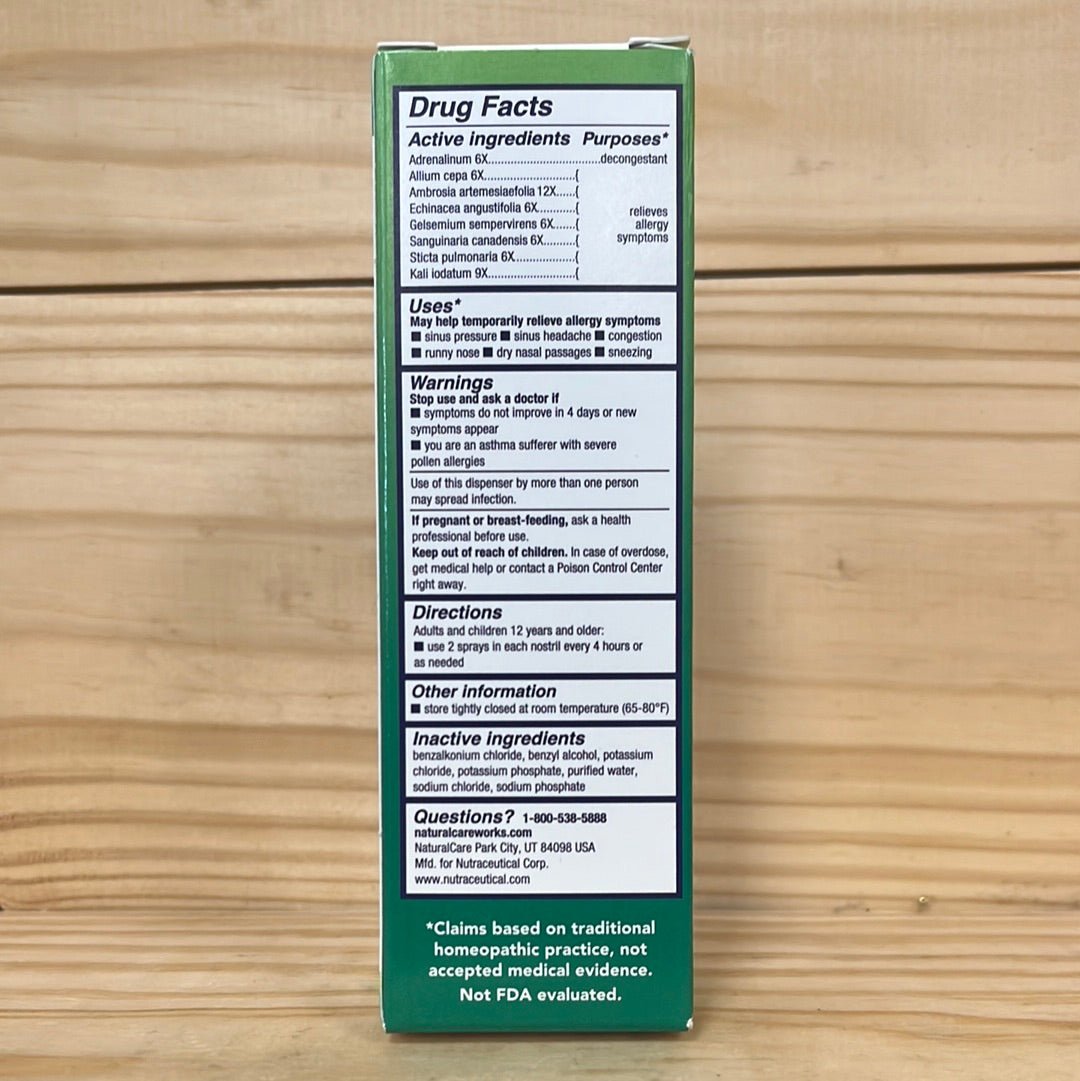 Drug Facts
Active ingredients Purposes*
Adrenalinum 6X....................................decongestant
Allium cepa 6X.............................{
Ambrosia artemesiaefolia 12X......{
Echinacea angustifolia 6X............{
Gelsemium sempervirens 6X.......{
Sanguinaria canadensis 6X..........{
Sticta pulmonaria 6X...................{
Kali iodatum 9X............................{
relieves
allergy
symptoms
Uses*
May help temporarily relieve allergy symptoms
■ sinus pressure ■ sinus headache ■ congestion
■ runny nose ■ dry nasal passages ■ sneezing
Warnings
Stop use and ask a doctor if
■ symptoms do not improve in 4 days or new
symptoms appear
■ you are an asthma sufferer with severe
pollen allergies
Use of this dispenser by more than one person
may spread infection.
If pregnant or breast-feeding, ask a health
professional before use.
Keep out of reach of children. In case of overdose,
get medical help or contact a Poison Control Center
right away.
Directions
Adults and children 12 years and older:
■ use 2 sprays in each nostril every 4 hours or
as needed
Other information
■ store tightly closed at room temperature (65-80°F)
Inactive ingredients
benzalkonium chloride, benzyl alcohol, potassium
chloride, potassium phosphate, purified water,
sodium chloride, sodium phosphate
Questions? 1-800-538-5888
naturalcareworks.com
NaturalCare Park City, UT 84098 USA
Mfd. for Nutraceutical Corp.
www.nutraceutical.com
*Claims based on traditional
homeopathic practice, not
accepted medical evidence.
Not FDA evaluated.